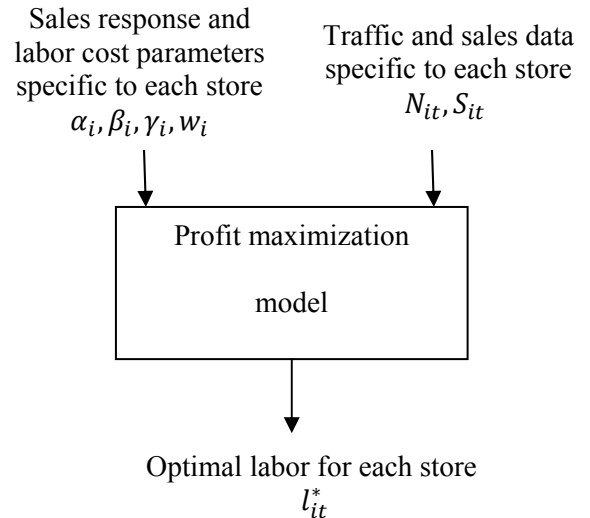 Sales response and
labor cost parameters
specific to each store
αᵢ, βᵢ, γᵢ, wᵢ
Traffic and sales data
specific to each store
Nᵢₜ, Sᵢₜ
Profit maximization
model
Optimal labor for each store
l*ᵢₜ